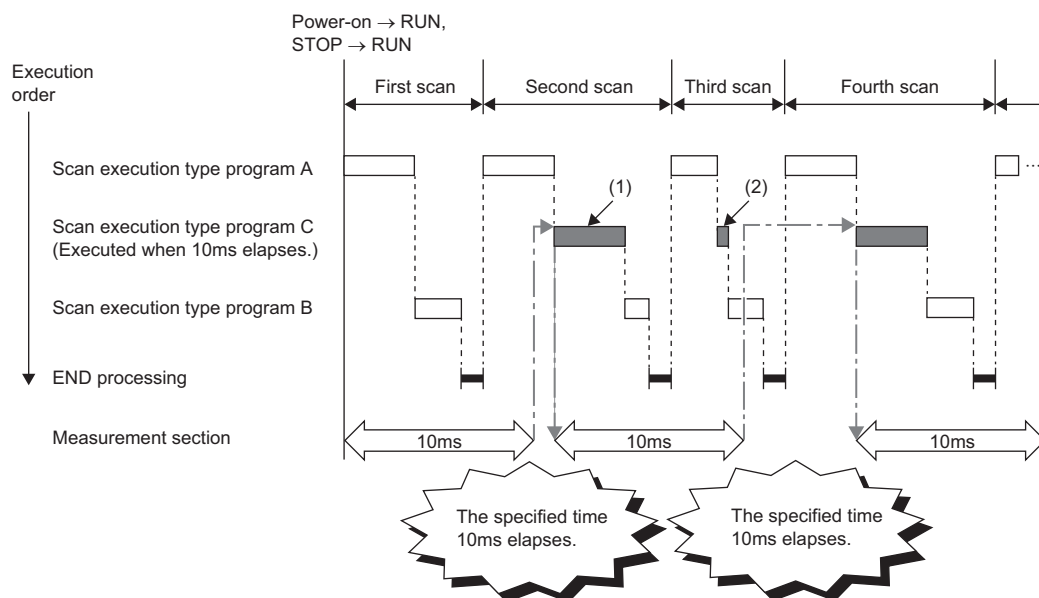 Power-on → RUN,
STOP → RUN
Execution
order
First scan
Second scan
Third scan
Fourth scan
Scan execution type program A
...
(1)
(2)
Scan execution type program C
(Executed when 10ms elapses.)
Scan execution type program B
END processing
Measurement section
10ms
10ms
10ms
The specified time
10ms elapses.
The specified time
10ms elapses.